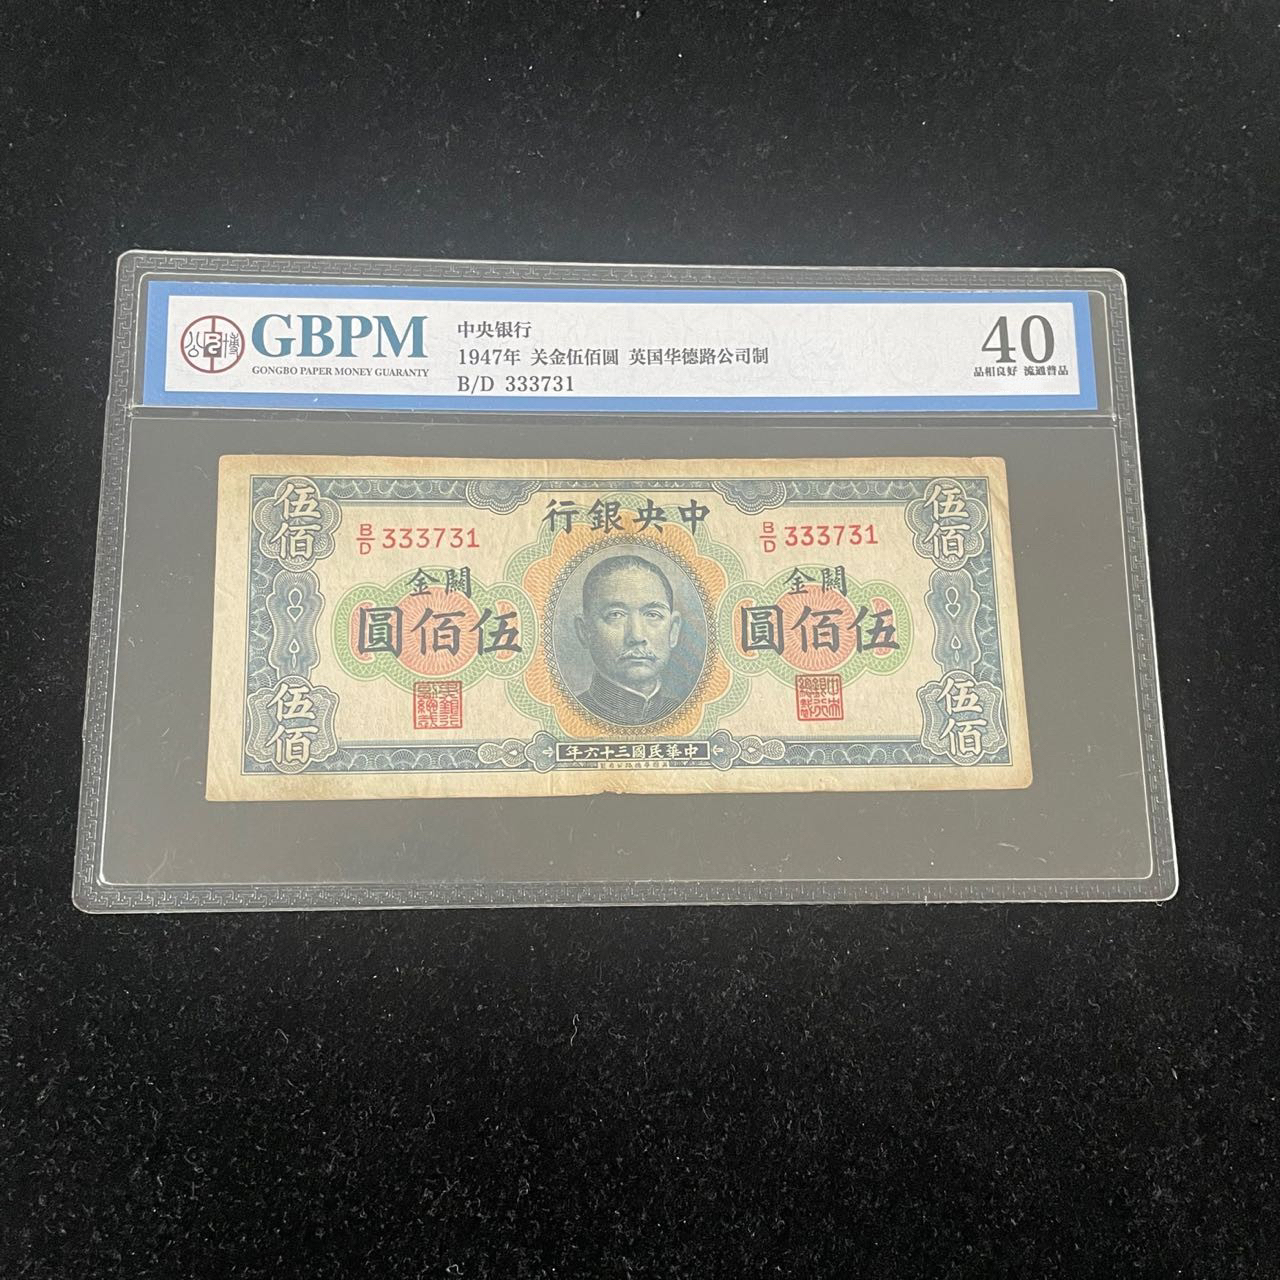 GBPM
GONGBO PAPER MONEY GUARANTY
中央银行
1947年 关金伍佰圆 英国华德路公司制
B/D 333731
40
品相良好 流通普品
行銀央中
伍佰
伍佰
B/D 333731
B/D 333731
金關
金關
圓佰伍
圓佰伍
伍佰
伍佰
年六十三國民華中